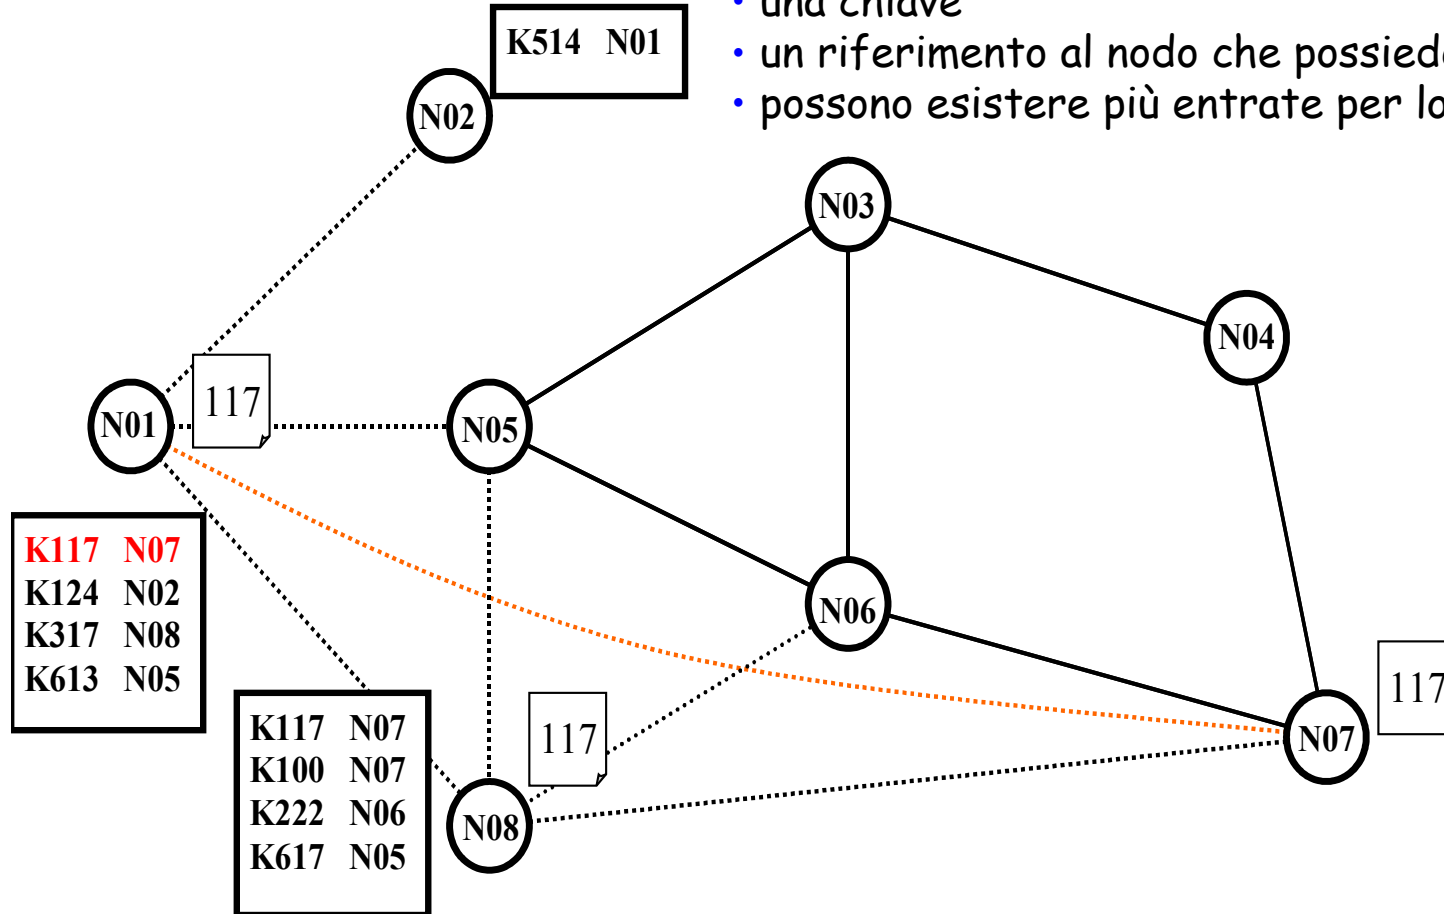 una chiave
• un riferimento al nodo che possied
• possono esistere più entrate per lo
K514 N01
N02
N03
N04
N01
117
N05
K117 N07
K124 N02
K317 N08
K613 N05
N06
117
N07
K117 N07
K100 N07
K222 N06
K617 N05
117
N08